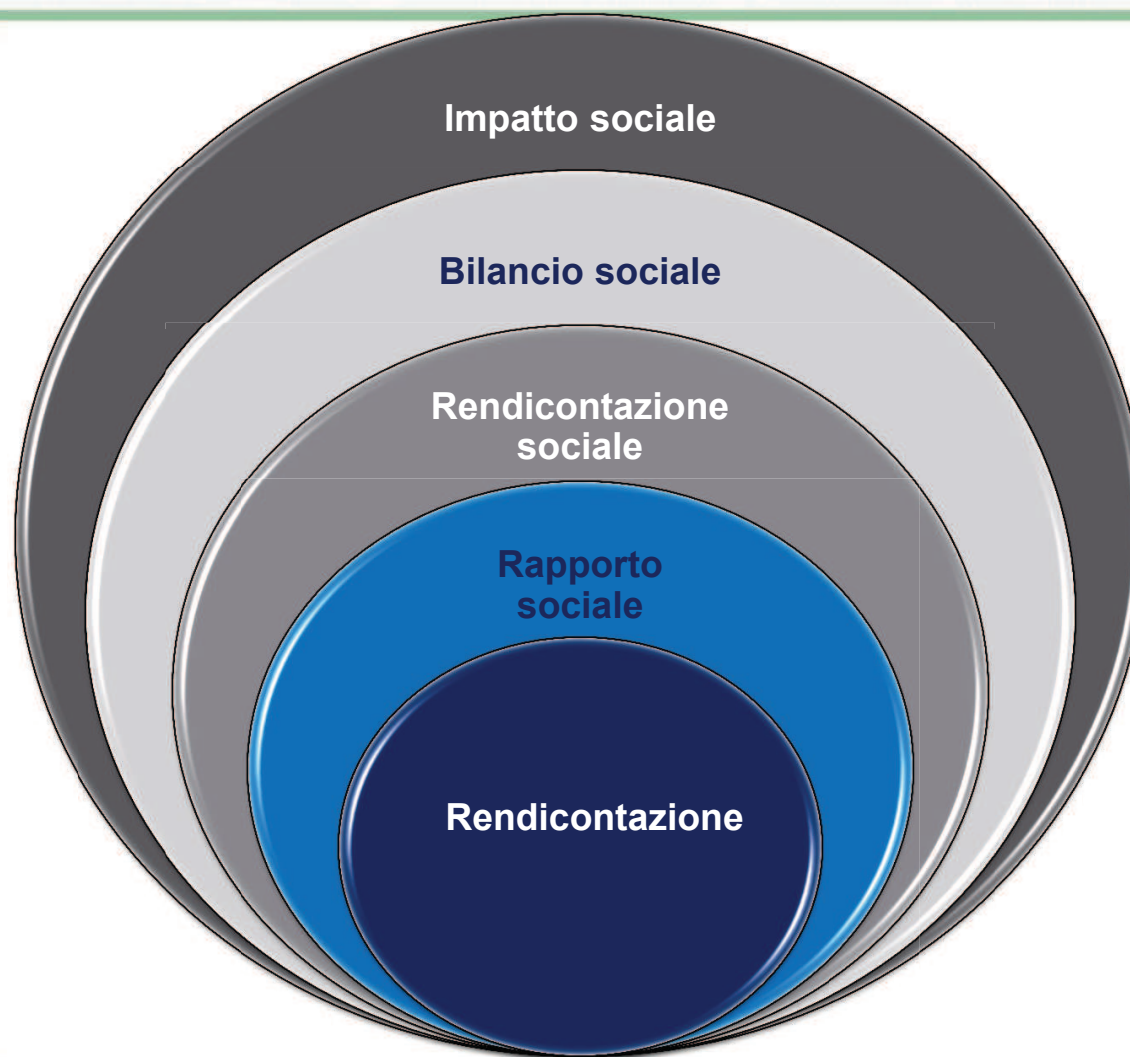 Impatto sociale
Bilancio sociale
Rendicontazione
sociale
Rapporto
sociale
Rendicontazione